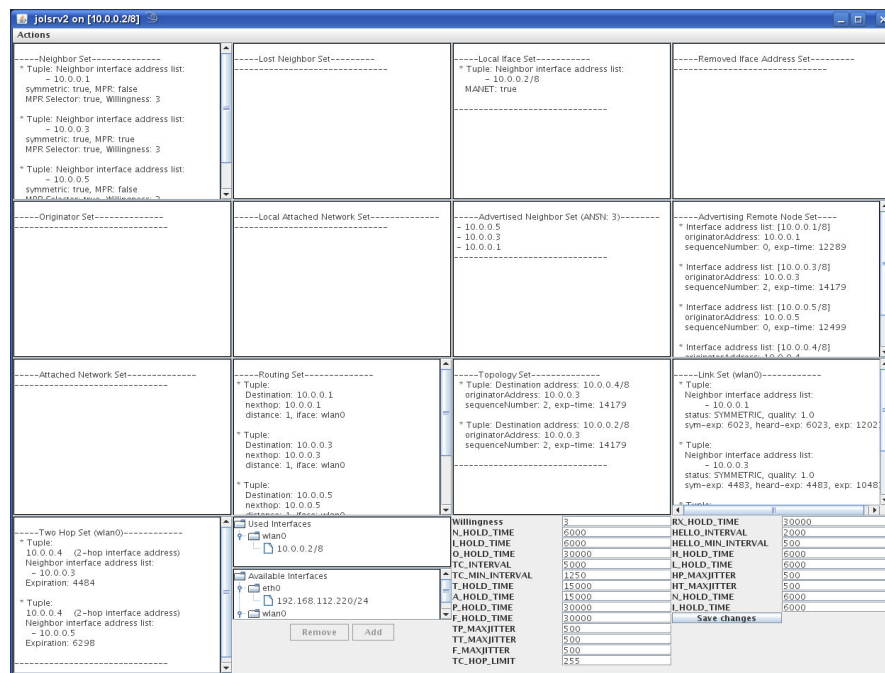 jolsrv2 on [10.0.0.2/8]
Actions
-----Neighbor Set--------------
* Tuple: Neighbor interface address list:
- 10.0.0.1
symmetric: true, MPR: false
MPR Selector: true, Willingness: 3
* Tuple: Neighbor interface address list:
- 10.0.0.3
symmetric: true, MPR: true
MPR Selector: true, Willingness: 3
* Tuple: Neighbor interface address list:
- 10.0.0.5
symmetric: true, MPR: false
MPR Selector: true, Willingness: 3
-----Lost Neighbor Set-----------
-------------------------------
-----Local Iface Set-----------
* Tuple: Neighbor interface address list:
- 10.0.0.2/8
MANET: true
-------------------------------
-----Removed Iface Address Set-----
-------------------------------
-----Originator Set--------------
-------------------------------
-----Local Attached Network Set--------------
-------------------------------
-----Advertised Neighbor Set (ANSN: 3)--------
- 10.0.0.5
- 10.0.0.3
- 10.0.0.1
-------------------------------
-----Advertising Remote Node Set----
* Interface address list: [10.0.0.1/8]
originatorAddress: 10.0.0.1
sequenceNumber: 0, exp-time: 12289
* Interface address list: [10.0.0.3/8]
originatorAddress: 10.0.0.3
sequenceNumber: 2, exp-time: 14179
* Interface address list: [10.0.0.5/8]
originatorAddress: 10.0.0.5
sequenceNumber: 0, exp-time: 12499
* Interface address list: [10.0.0.4/8]
originatorAddress: 10.0.0.4
-----Attached Network Set--------
-------------------------------
-----Routing Set--------------
* Tuple:
Destination: 10.0.0.1
nexthop: 10.0.0.1
distance: 1, iface: wlan0
* Tuple:
Destination: 10.0.0.3
nexthop: 10.0.0.3
distance: 1, iface: wlan0
* Tuple:
Destination: 10.0.0.5
nexthop: 10.0.0.5
distance: 1, iface: wlan0
-----Topology Set--------------
* Tuple: Destination address: 10.0.0.4/8
originatorAddress: 10.0.0.3
sequenceNumber: 2, exp-time: 14179
* Tuple: Destination address: 10.0.0.2/8
originatorAddress: 10.0.0.3
sequenceNumber: 2, exp-time: 14179
-------------------------------
-----Link Set (wlan0)------------
* Tuple:
Neighbor interface address list:
- 10.0.0.1
status: SYMMETRIC, quality: 1.0
sym-exp: 6023, heard-exp: 6023, exp:
* Tuple:
Neighbor interface address list:
- 10.0.0.3
status: SYMMETRIC, quality: 1.0
sym-exp: 4483, heard-exp: 4483, exp:
* Tuple:
-----Two Hop Set (wlan0)---------
* Tuple:
10.0.0.4 (2-hop interface address)
Neighbor interface address list:
- 10.0.0.3
Expiration: 4484
* Tuple:
10.0.0.4 (2-hop interface address)
Neighbor interface address list:
- 10.0.0.5
Expiration: 6298
-------------------------------
Used Interfaces
wlan0
10.0.0.2/8
Available Interfaces
eth0
192.168.112.220/24
wlan0
Remove Add
Willingness 3
N_HOLD_TIME 6000
I_HOLD_TIME 6000
O_HOLD_TIME 30000
TC_INTERVAL 5000
TC_MIN_INTERVAL 1250
T_HOLD_TIME 15000
A_HOLD_TIME 15000
P_HOLD_TIME 30000
F_HOLD_TIME 30000
TP_MAXJITTER 500
TT_MAXJITTER 500
F_MAXJITTER 500
TC_HOP_LIMIT 255
RX_HOLD_TIME 30000
HELLO_INTERVAL 2000
HELLO_MIN_INTERVAL 500
H_HOLD_TIME 6000
L_HOLD_TIME 6000
HP_MAXJITTER 500
HT_MAXJITTER 500
N_HOLD_TIME 6000
I_HOLD_TIME 6000
Save changes